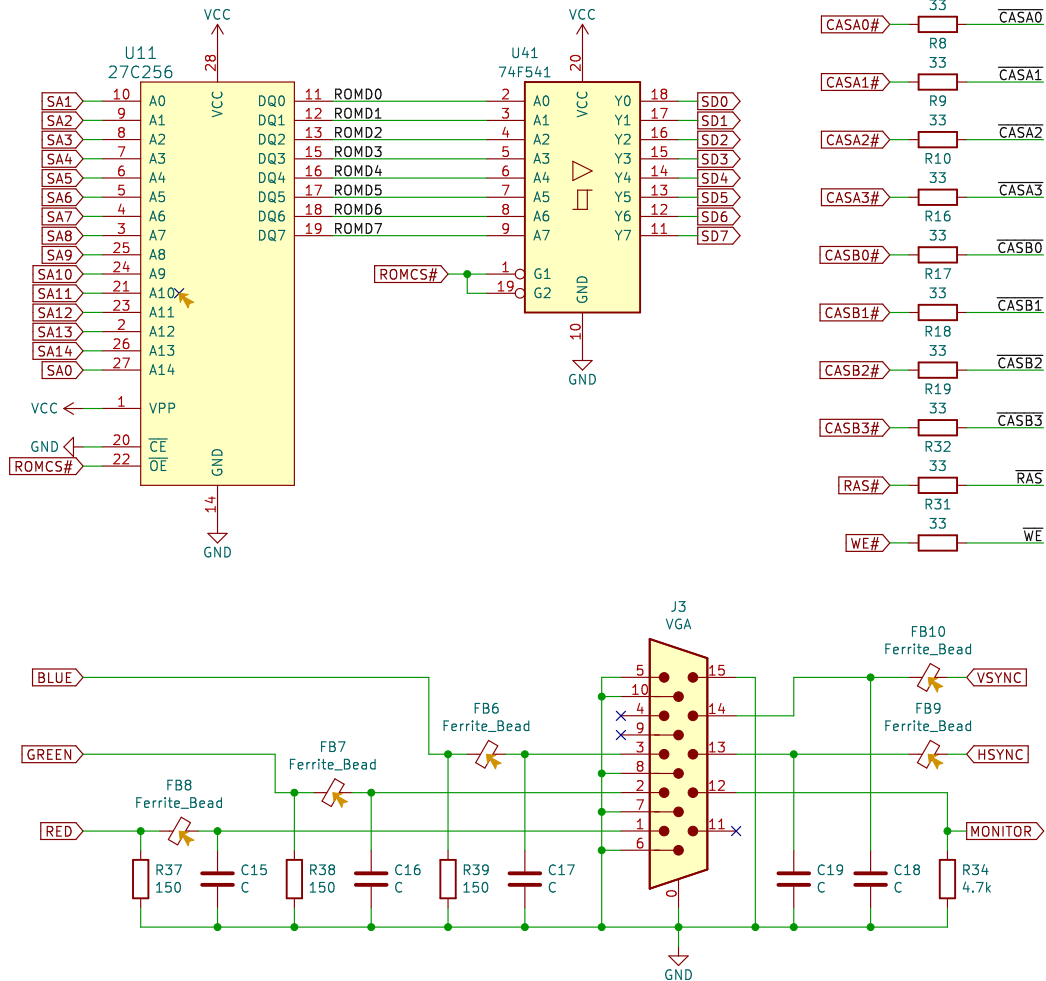 VCC
U11
27C256
28
VCC
SA1 10 A0 DQ0 11 ROMD0
SA2 9 A1 DQ1 12 ROMD1
SA3 8 A2 DQ2 13 ROMD2
SA4 7 A3 DQ3 15 ROMD3
SA5 6 A4 DQ4 16 ROMD4
SA6 5 A5 DQ5 17 ROMD5
SA7 4 A6 DQ6 18 ROMD6
SA8 3 A7 DQ7 19 ROMD7
SA9 25 A8
SA10 24 A9
SA11 21 A10
SA12 23 A11
SA13 2 A12
SA14 26 A13
SA0 27 A14
VCC 1 VPP
GND 20 CE
ROMCS# 22 OE
GND
14
GND
VCC
U41
74F541
20
VCC
2 A0 Y0 18 SD0
3 A1 Y1 17 SD1
4 A2 Y2 16 SD2
5 A3 Y3 15 SD3
6 A4 Y4 14 SD4
7 A5 Y5 13 SD5
8 A6 Y6 12 SD6
9 A7 Y7 11 SD7
ROMCS# 1 G1
19 G2
GND
10
GND
33
CASA0# CASA0
R8
33
CASA1# CASA1
R9
33
CASA2# CASA2
R10
33
CASA3# CASA3
R16
33
CASB0# CASB0
R17
33
CASB1# CASB1
R18
33
CASB2# CASB2
R19
33
CASB3# CASB3
R32
33
RAS# RAS
R31
33
WE# WE
J3
VGA
BLUE
GREEN
RED
FB6
Ferrite_Bead
FB7
Ferrite_Bead
FB8
Ferrite_Bead
FB10
Ferrite_Bead
VSYNC
FB9
Ferrite_Bead
HSYNC
MONITOR
5 15
10
4 14
9
3 13
8
2 12
7
1 11
6
0
R37
150
C15
C
R38
150
C16
C
R39
150
C17
C
C19
C
C18
C
R34
4.7k
GND